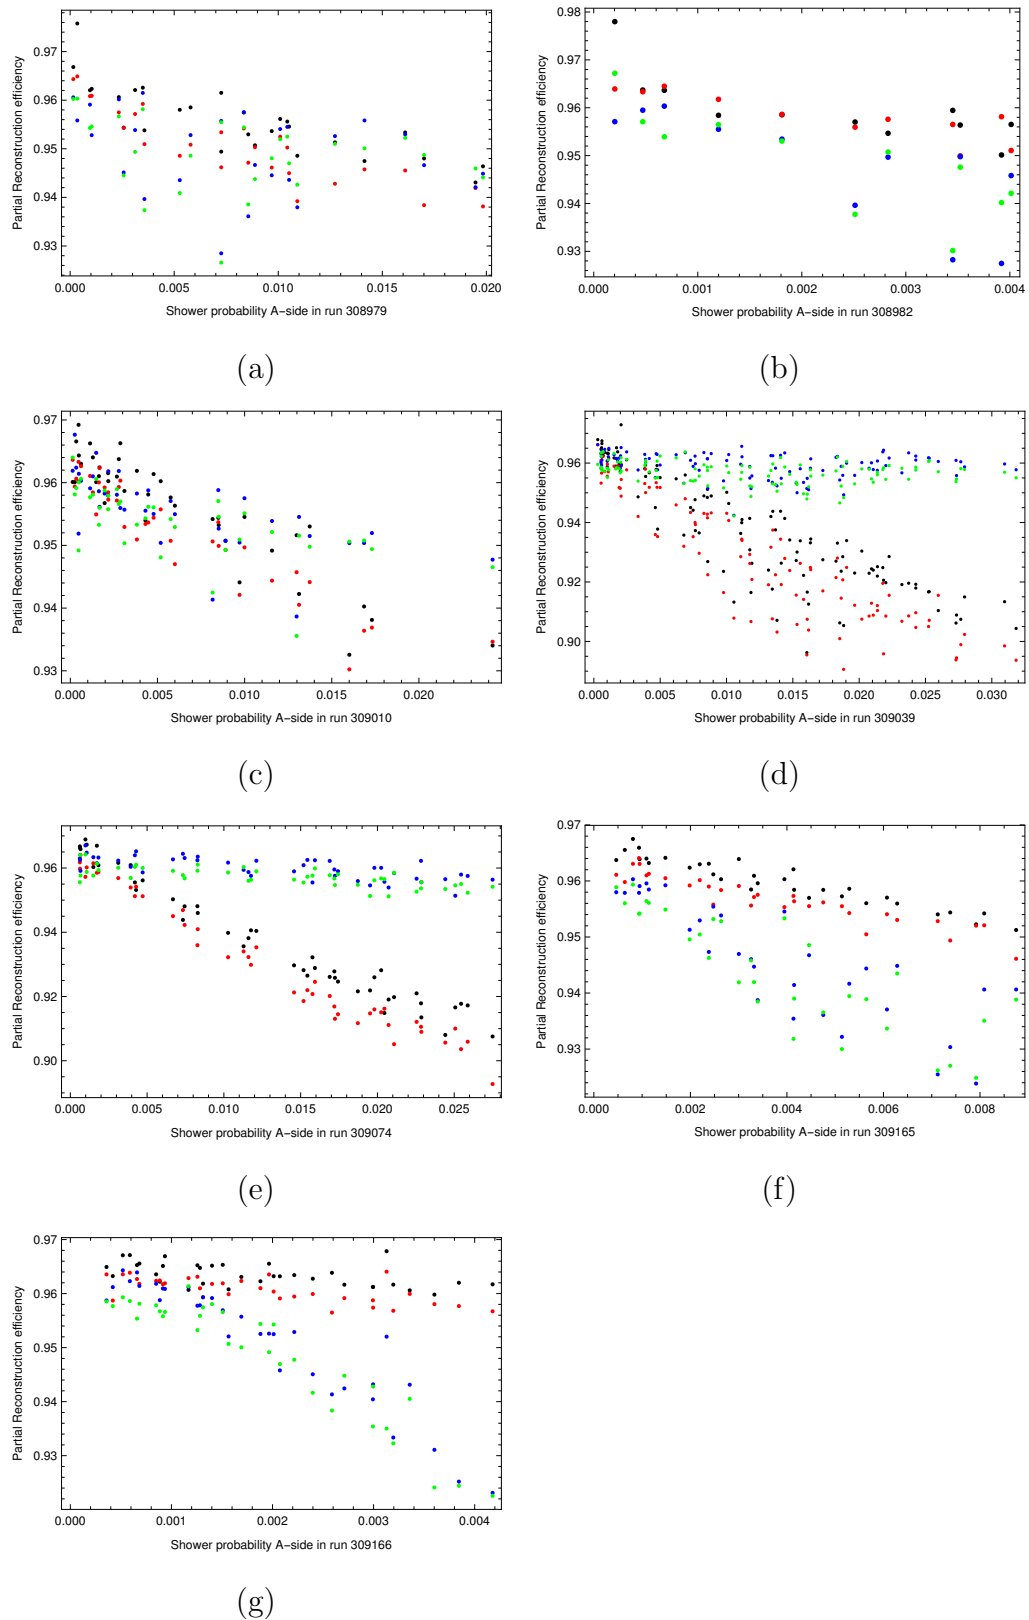 0.97
0.96
0.95
0.94
0.93
Partial Reconstruction efficiency
0.000 0.005 0.010 0.015 0.020
Shower probability A−side in run 308979
(a)
0.98
0.97
0.96
0.95
0.94
0.93
Partial Reconstruction efficiency
0.000 0.001 0.002 0.003 0.004
Shower probability A−side in run 308982
(b)
0.97
0.96
0.95
0.94
0.93
Partial Reconstruction efficiency
0.000 0.005 0.010 0.015 0.020
Shower probability A−side in run 309010
(c)
0.96
0.94
0.92
0.90
Partial Reconstruction efficiency
0.000 0.005 0.010 0.015 0.020 0.025 0.030
Shower probability A−side in run 309039
(d)
0.96
0.94
0.92
0.90
Partial Reconstruction efficiency
0.000 0.005 0.010 0.015 0.020 0.025
Shower probability A−side in run 309074
(e)
0.97
0.96
0.95
0.94
0.93
Partial Reconstruction efficiency
0.000 0.002 0.004 0.006 0.008
Shower probability A−side in run 309165
(f)
0.97
0.96
0.95
0.94
0.93
Partial Reconstruction efficiency
0.000 0.001 0.002 0.003 0.004
Shower probability A−side in run 309166
(g)